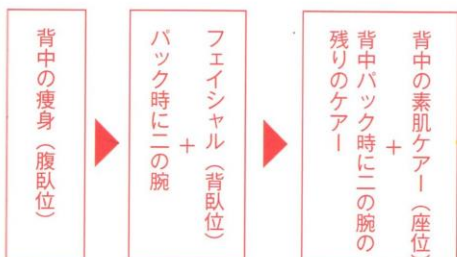 背中の痩身（腹臥位）
フェイシャル（背臥位）
＋
パック時に二の腕
背中の素肌ケアー（座位）
＋
背中パック時に二の腕の
残りのケアー